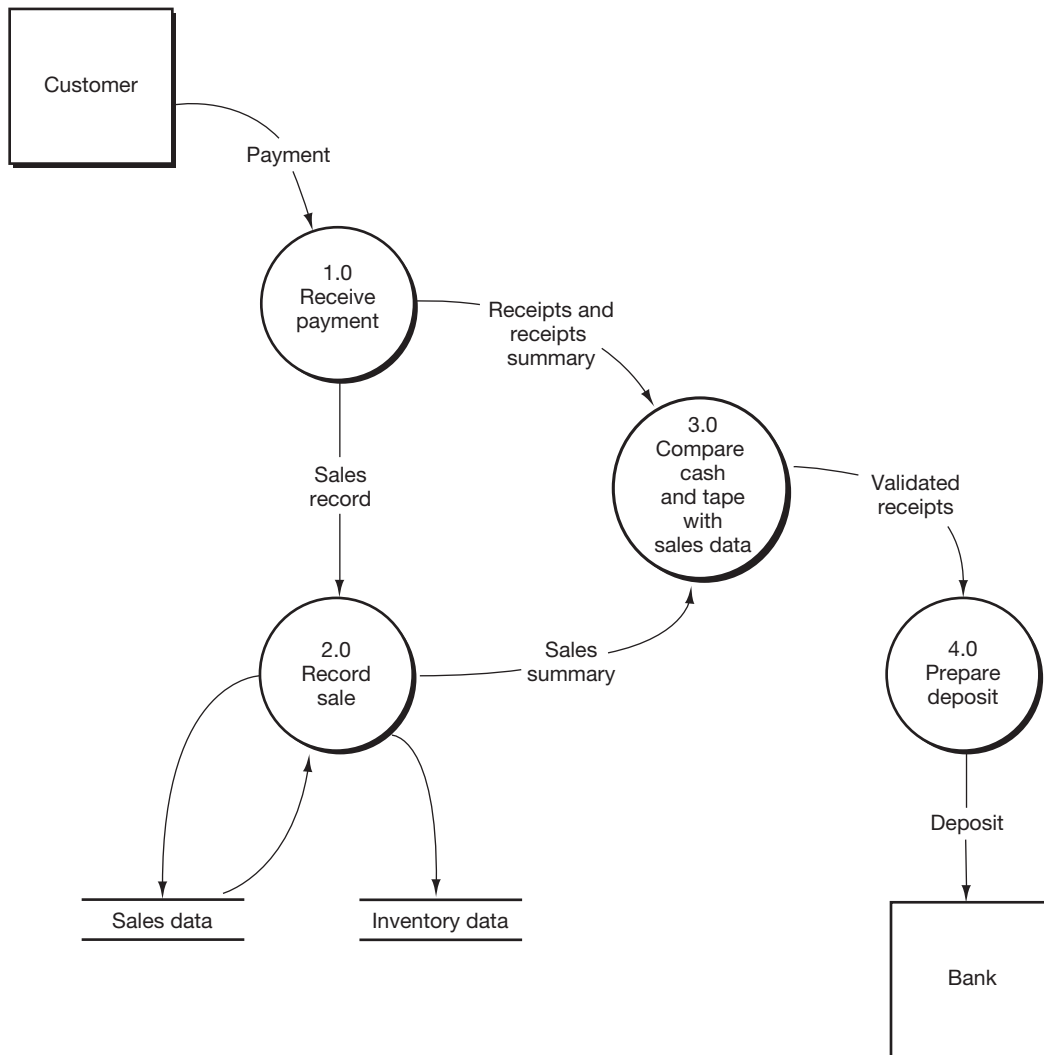 Customer
Payment
1.0
Receive
payment
Receipts and
receipts
summary
3.0
Compare
cash
and tape
with
sales data
Sales
record
Validated
receipts
2.0
Record
sale
Sales
summary
4.0
Prepare
deposit
Deposit
Sales data
Inventory data
Bank